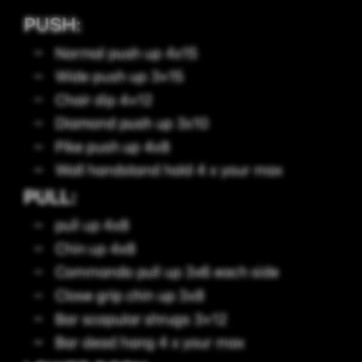 PUSH:
- Normal push up 4x15
- Wide push up 3x15
- Chair dip 4x12
- Diamond push up 3x10
- Pike push up 4x8
- Wall handstand hold 4 x your max
PULL:
- pull up 4x8
- Chin up 4x8
- Commando pull up 3x6 each side
- Close grip chin up 3x8
- Bar scapular shrugs 3x12
- Bar dead hang 4 x your max